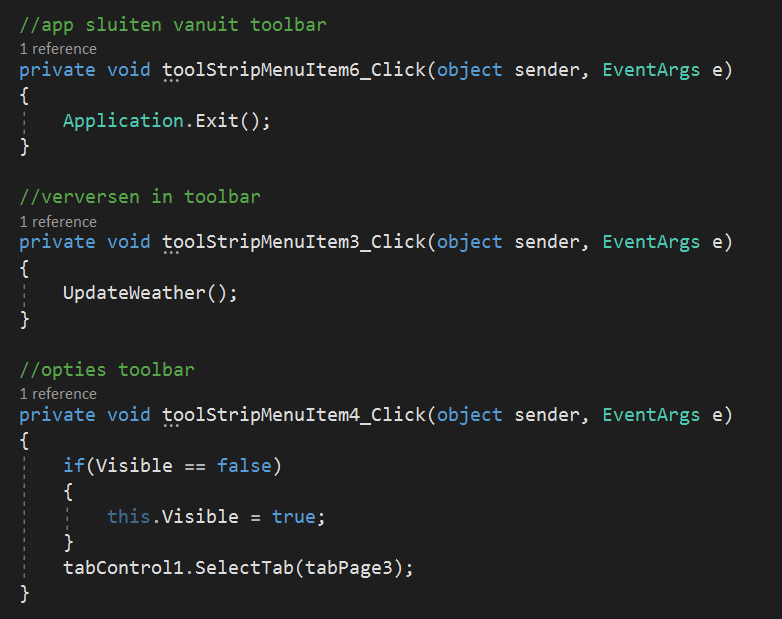 //app sluiten vanuit toolbar
1 reference
private void toolStripMenuItem6_Click(object sender, EventArgs e)
{
    Application.Exit();
}

//verversen in toolbar
1 reference
private void toolStripMenuItem3_Click(object sender, EventArgs e)
{
    UpdateWeather();
}

//opties toolbar
1 reference
private void toolStripMenuItem4_Click(object sender, EventArgs e)
{
    if(Visible == false)
    {
        this.Visible = true;
    }
    tabControl1.SelectTab(tabPage3);
}